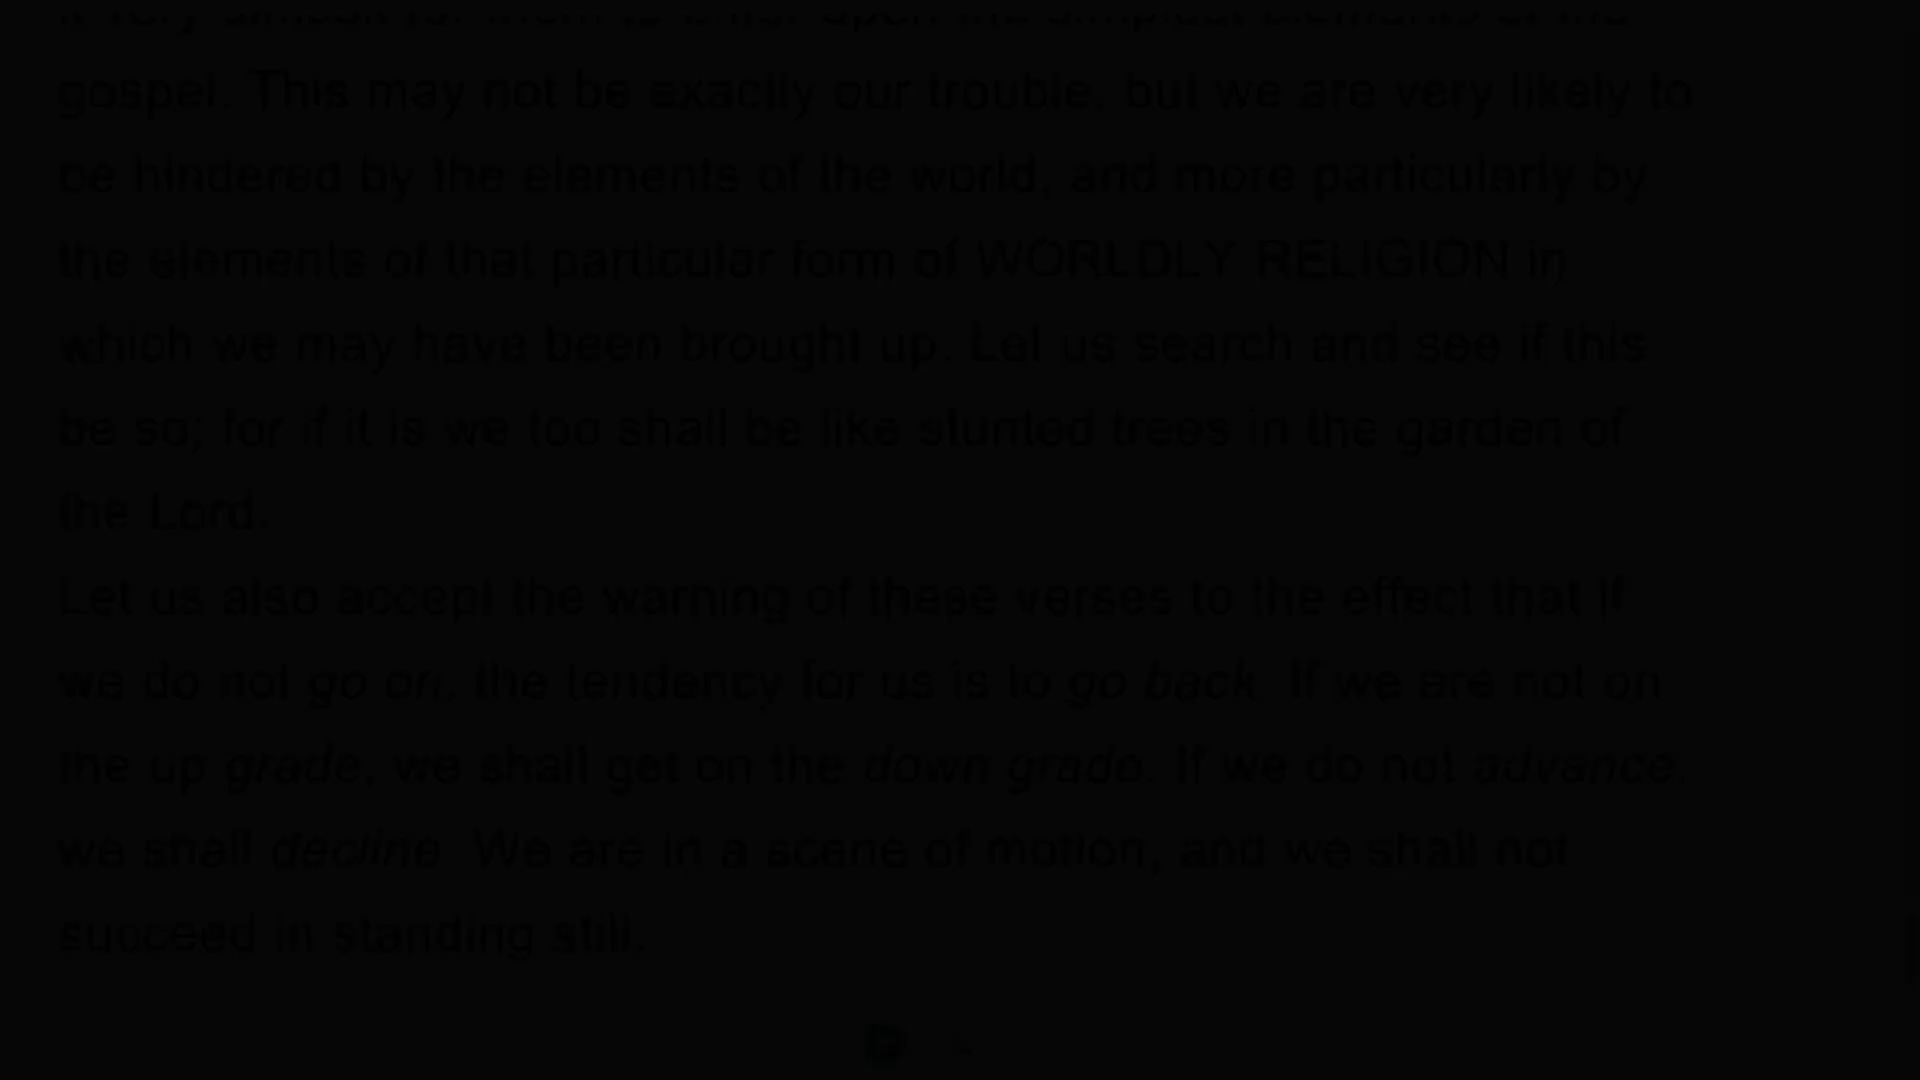 upon the simplest elements of the
gospel. This may not be exactly our trouble, but we are very likely to
be hindered by the elements of the world, and more particularly by
the elements of that particular form of WORLDLY RELIGION in
which we may have been brought up. Let us search and see if this
be so; for if it is we too shall be like stunted trees in the garden of
the Lord.
Let us also accept the warning of these verses to the effect that if
we do not go on, the tendency for us is to go back. If we are not on
the up grade, we shall get on the down grade. If we do not advance,
we shall decline. We are in a scene of motion, and we shall not
succeed in standing still.